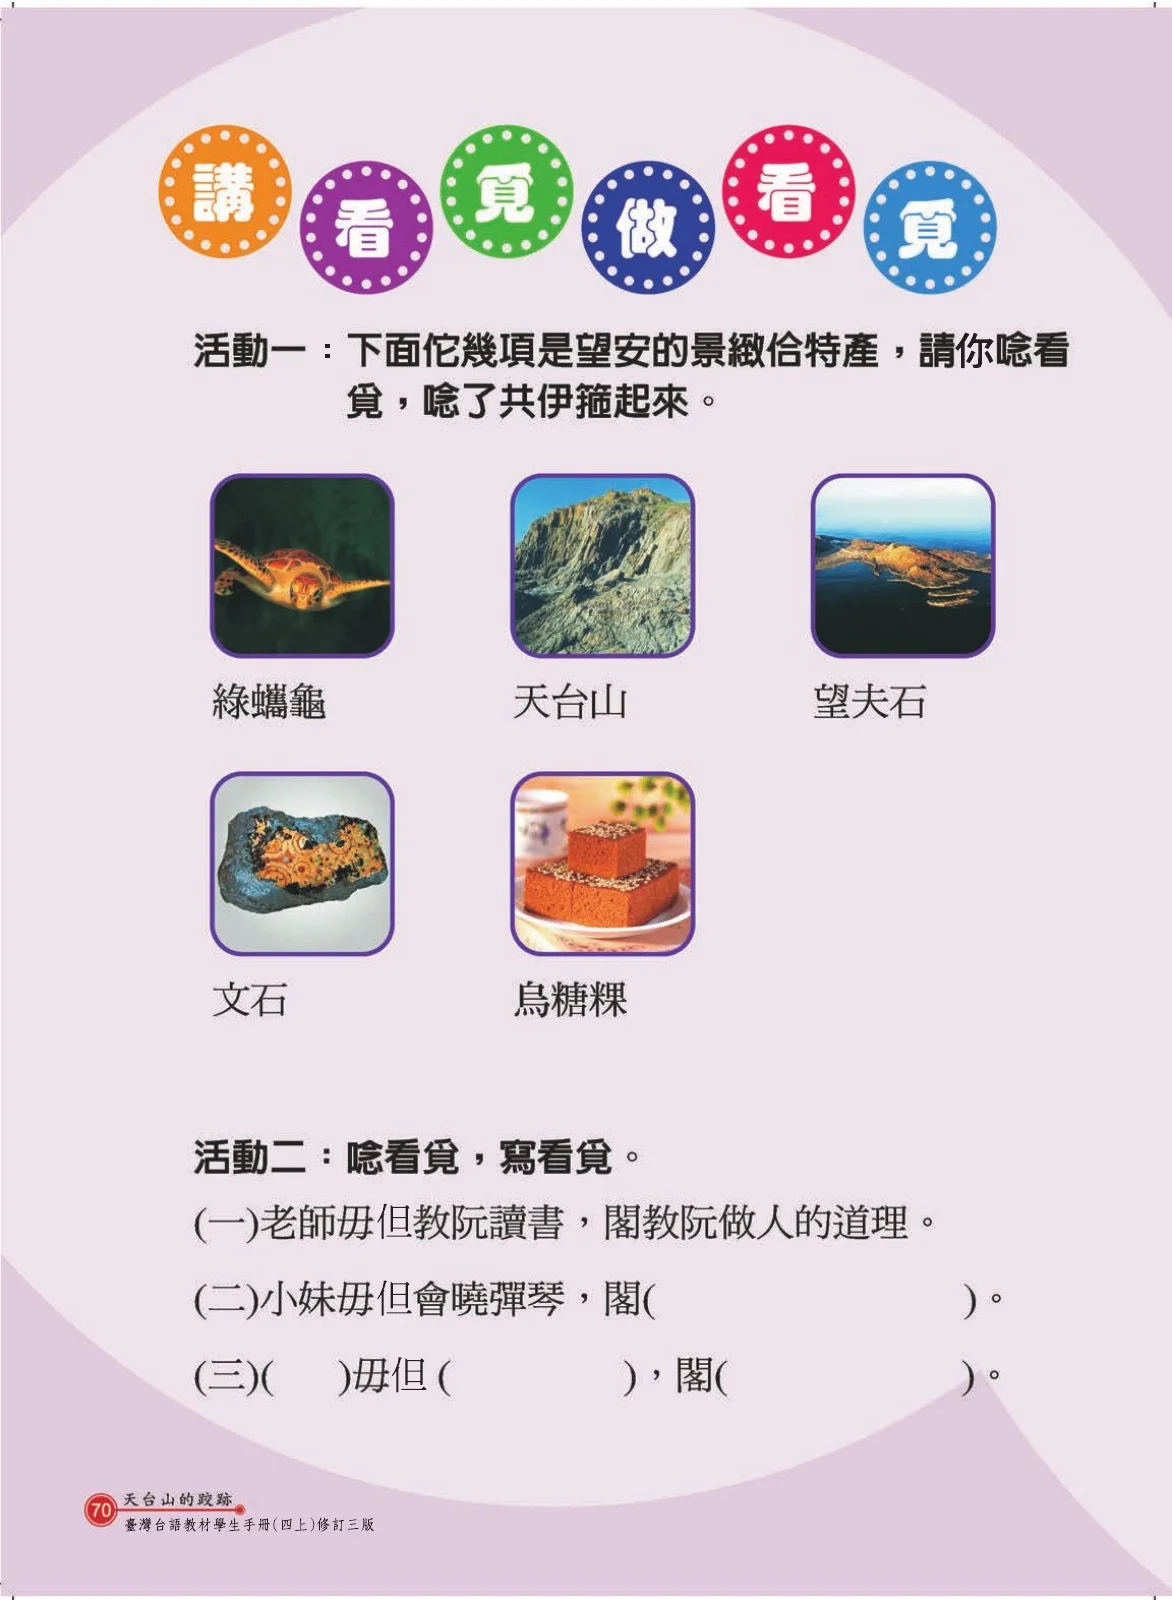 講看覓做看覓
活動一：下面佗幾項是望安的景緻佮特產，請你唸看
覓，唸了共伊箍起來。
綠蠵龜 天台山 望夫石
文石 烏糖粿
活動二：唸看覓，寫看覓。
(一)老師毋但教阮讀書，閣教阮做人的道理。
(二)小妹毋但會曉彈琴，閣( )。
(三)( )毋但 ( )，閣( )。
70 天台山的跤跡
臺灣台語教材學生手冊(四上)修訂三版